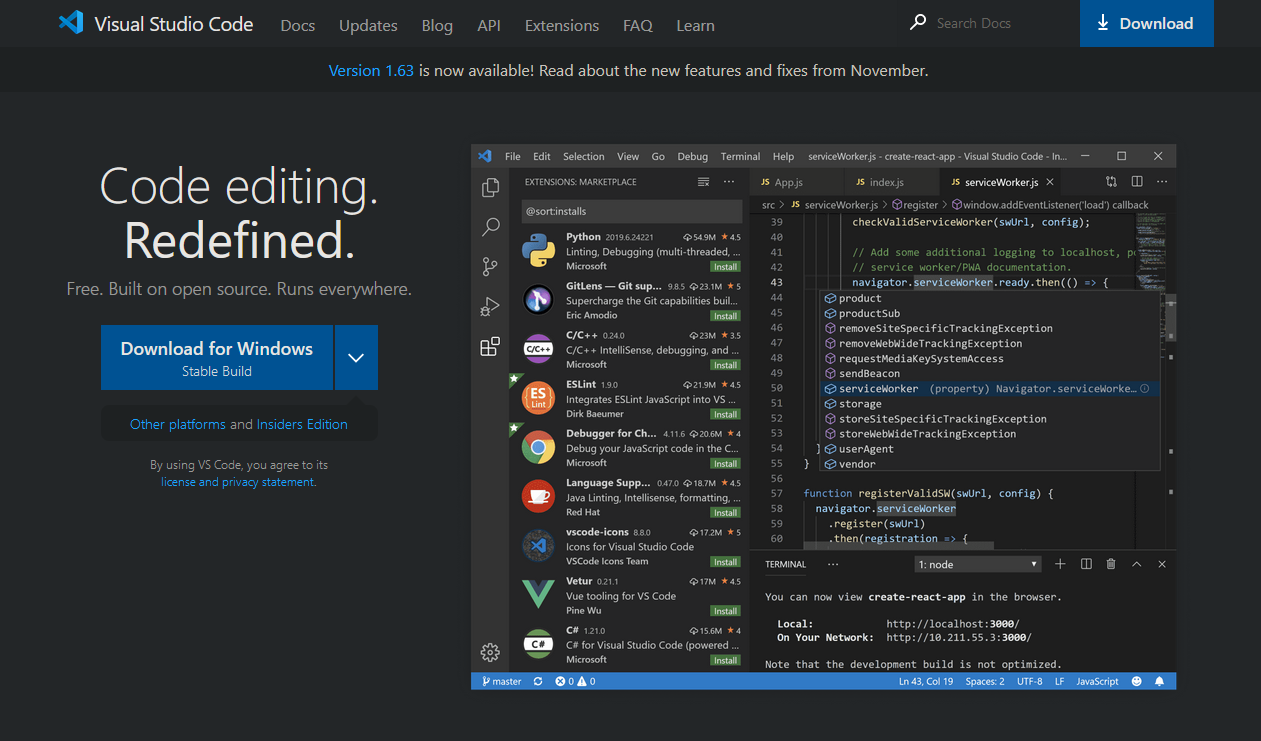 Visual Studio Code Docs Updates Blog API Extensions FAQ Learn Search Docs Download
Version 1.63 is now available! Read about the new features and fixes from November.
Code editing.
Redefined.
Free. Built on open source. Runs everywhere.
Download for Windows
Stable Build
Other platforms and Insiders Edition
By using VS Code, you agree to its
license and privacy statement.
File Edit Selection View Go Debug Terminal Help serviceWorker.js - create-react-app - Visual Studio Code - In...
EXTENSIONS: MARKETPLACE ...
@sort:installs
Python 2019.6.24221 54.9M ★ 4.5
Linting, Debugging (multi-threaded, ...
Microsoft Install
GitLens — Git sup... 9.8.5 23.1M ★ 5
Supercharge the Git capabilities buil...
Eric Amodio Install
C/C++
C/C++ 0.24.0 23M ★ 3.5
C/C++ IntelliSense, debugging, and ...
Microsoft Install
ES
Lint
ESLint 1.9.0 21.9M ★ 4.5
Integrates ESLint JavaScript into VS ...
Dirk Baeumer Install
Debugger for Ch... 4.11.6 20.6M ★ 4
Debug your JavaScript code in the C...
Microsoft Install
Language Supp... 0.47.0 18.7M ★ 4.5
Java Linting, Intellisense, formatting, ...
Red Hat Install
vscode-icons 8.8.0 17.2M ★ 5
Icons for Visual Studio Code
VSCode Icons Team Install
Vetur 0.21.1 17M ★ 4.5
Vue tooling for VS Code
Pine Wu Install
C#
C# 1.21.0 15.6M ★ 4
C# for Visual Studio Code (powered ...
Microsoft Install
JS App.js JS index.js JS serviceWorker.js ...
src > JS serviceWorker.js > register > window.addEventListener('load') callback
39 checkValidServiceWorker(swUrl, config);
40
41 // Add some additional logging to localhost, po
42 // service worker/PWA documentation.
43 navigator.serviceWorker.ready.then(() => {
44 product
45 productSub
46 removeSiteSpecificTrackingException
47 removeWebWideTrackingException
48 requestMediaKeySystemAccess
49 sendBeacon
50 serviceWorker (property) Navigator.serviceWorke...
51 storage
52 storeSiteSpecificTrackingException
53 storeWebWideTrackingException
54 } userAgent
55 } vendor
56
57 function registerValidSW(swUrl, config) {
58 navigator.serviceWorker
59 .register(swUrl)
60 .then(registration => {
TERMINAL ... 1: node
You can now view create-react-app in the browser.
Local: http://localhost:3000/
On Your Network: http://10.211.55.3:3000/
Note that the development build is not optimized.
master 0 0 Ln 43, Col 19 Spaces: 2 UTF-8 LF JavaScript